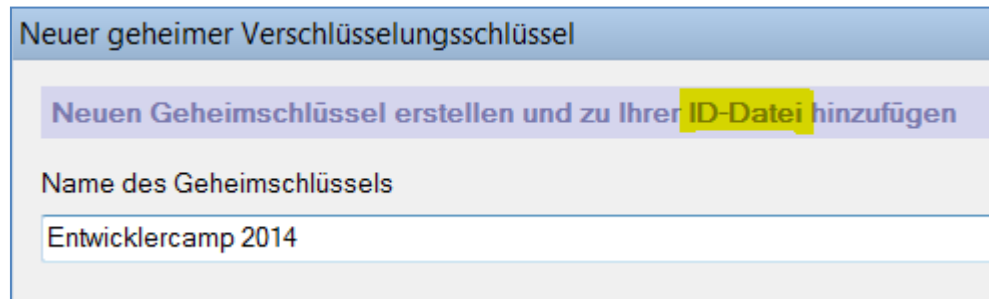 Neuer geheimer Verschlüsselungsschlüssel
Neuen Geheimschlüssel erstellen und zu Ihrer ID-Datei hinzufügen
Name des Geheimschlüssels
Entwicklercamp 2014